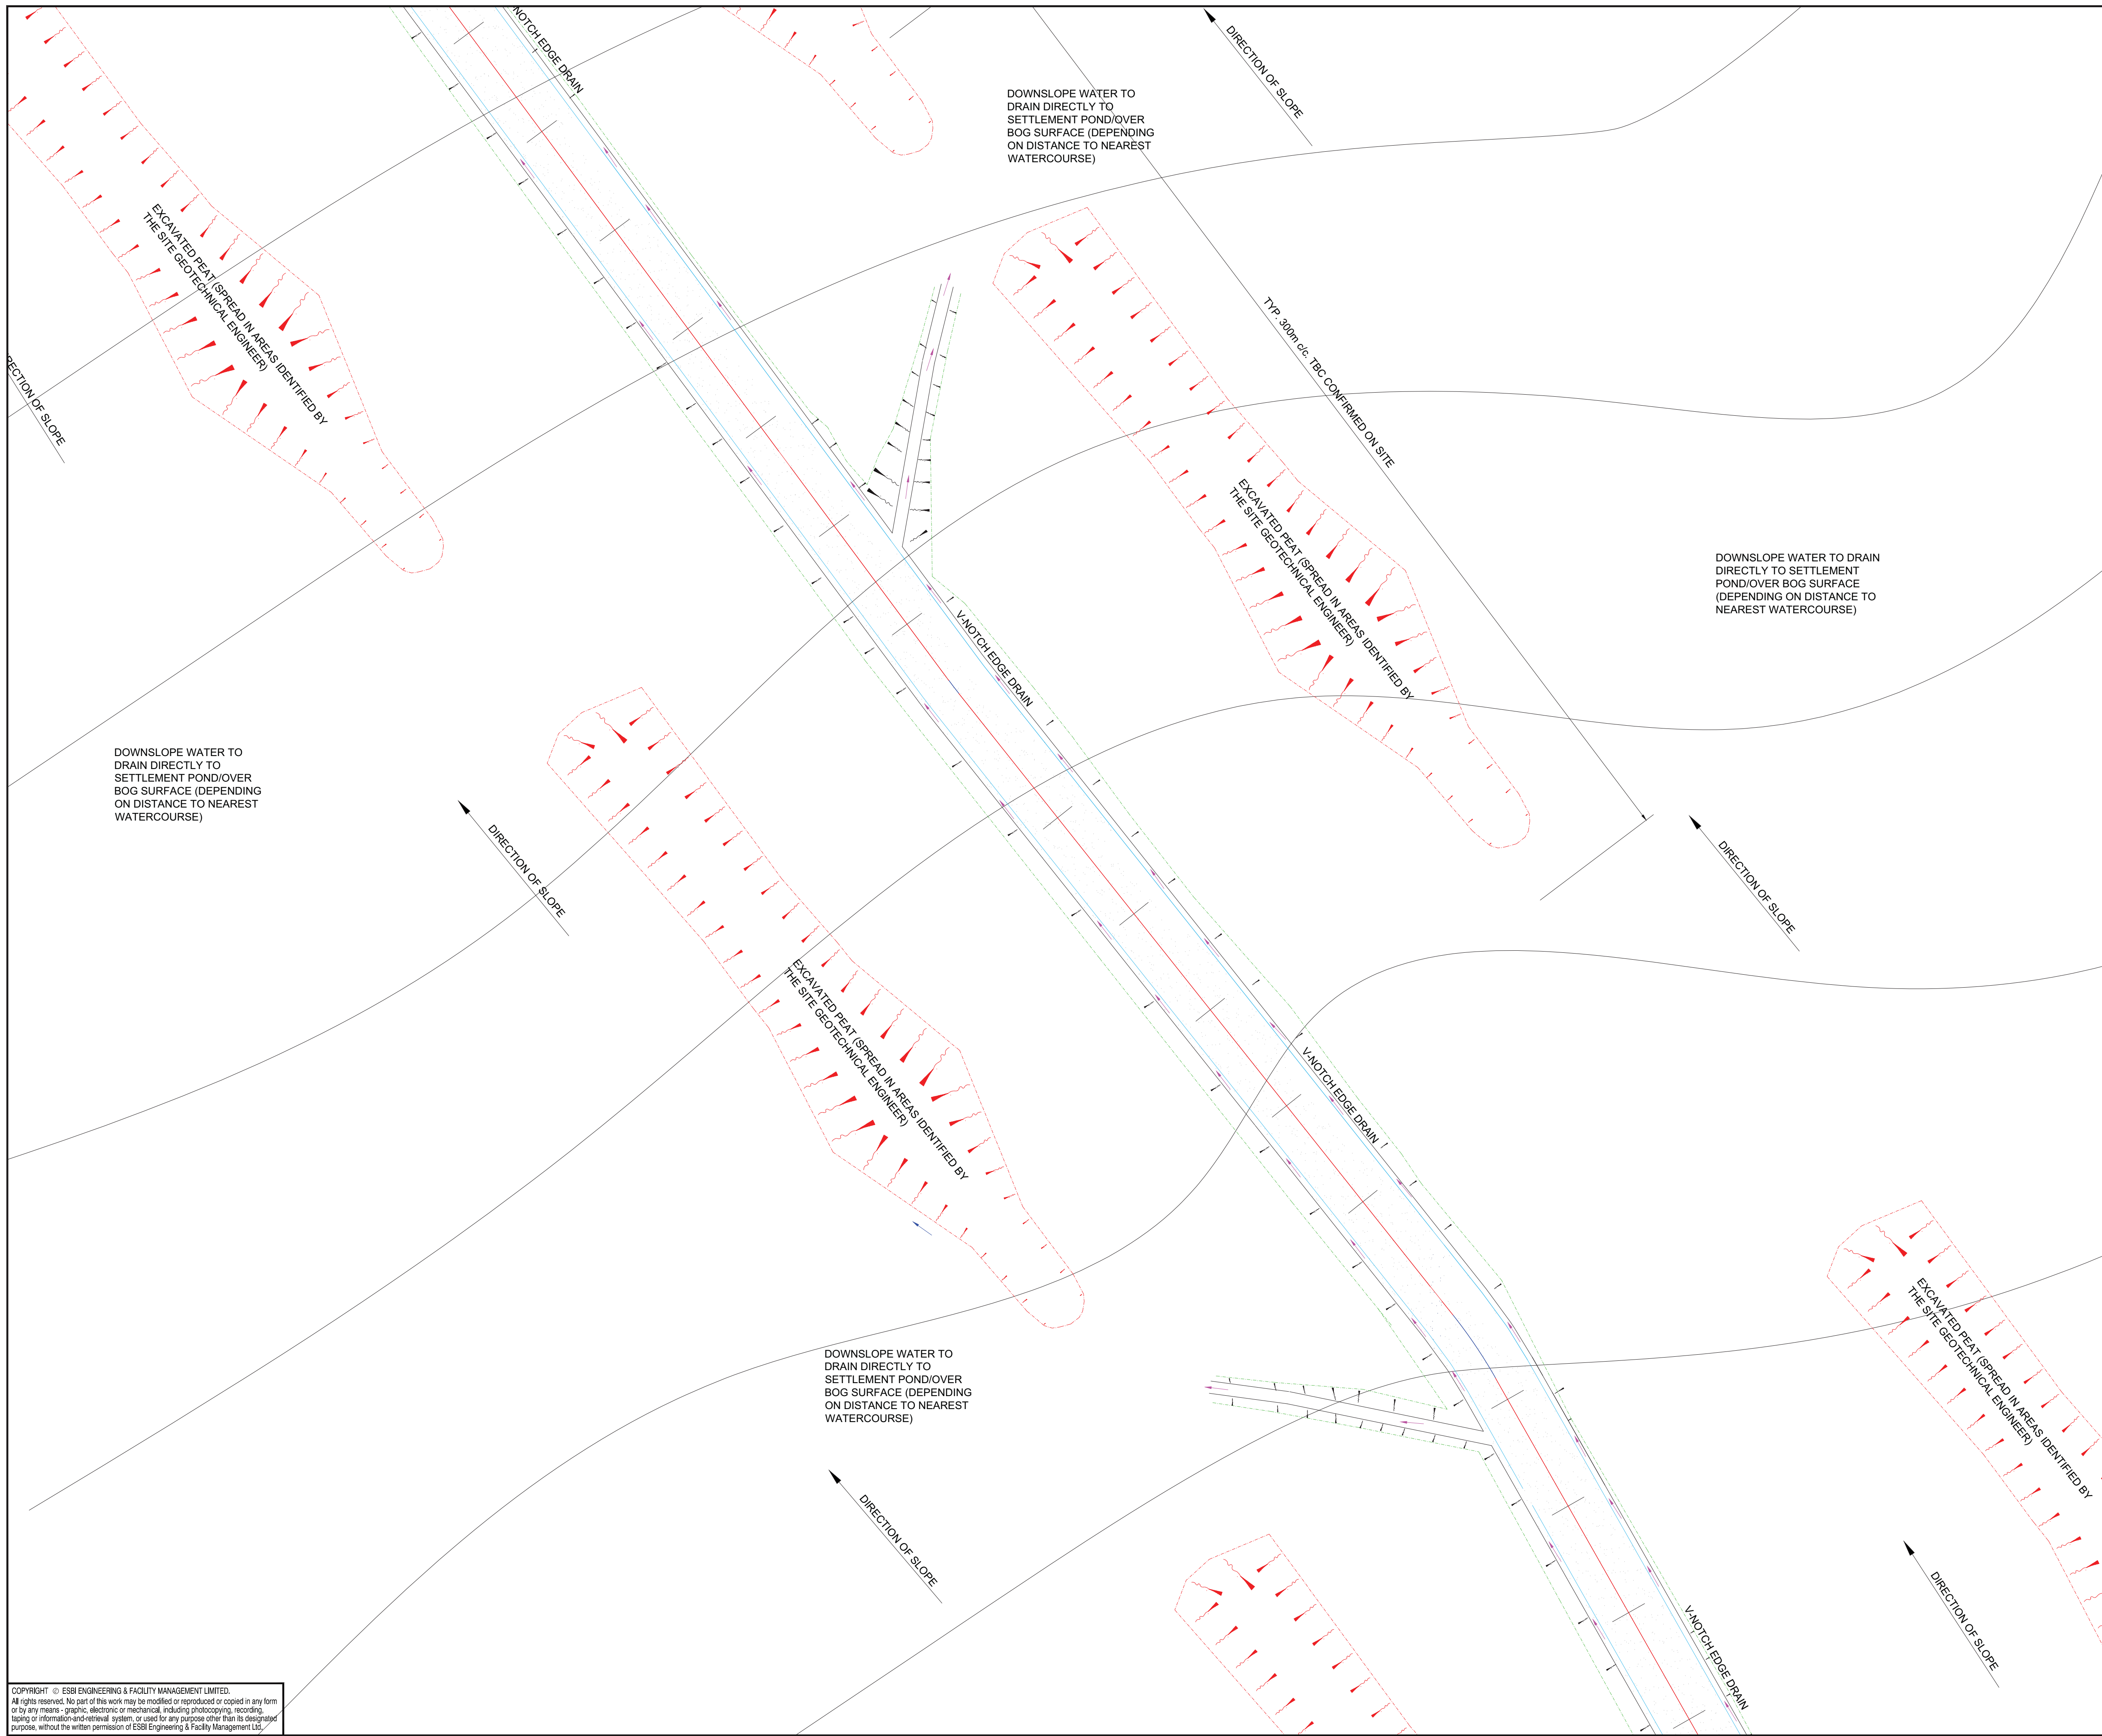 NOTCH EDGE DRAIN
DIRECTION OF SLOPE
DOWNSLOPE WATER TO
DRAIN DIRECTLY TO
SETTLEMENT POND/OVER
BOG SURFACE (DEPENDING
ON DISTANCE TO NEAREST
WATERCOURSE)
EXCAVATED PEAT (SPREAD IN AREAS IDENTIFIED BY
THE SITE GEOTECHNICAL ENGINEER)
RECTION OF SLOPE
TYP. 300m c/c. TBC CONFIRMED ON SITE
EXCAVATED PEAT (SPREAD IN AREAS IDENTIFIED BY
THE SITE GEOTECHNICAL ENGINEER)
DOWNSLOPE WATER TO DRAIN
DIRECTLY TO SETTLEMENT
POND/OVER BOG SURFACE
(DEPENDING ON DISTANCE TO
NEAREST WATERCOURSE)
V-NOTCH EDGE DRAIN
DOWNSLOPE WATER TO
DRAIN DIRECTLY TO
SETTLEMENT POND/OVER
BOG SURFACE (DEPENDING
ON DISTANCE TO NEAREST
WATERCOURSE)
DIRECTION OF SLOPE
DIRECTION OF SLOPE
EXCAVATED PEAT (SPREAD IN AREAS IDENTIFIED BY
THE SITE GEOTECHNICAL ENGINEER)
V-NOTCH EDGE DRAIN
EXCAVATED PEAT (SPREAD IN AREAS IDENTIFIED BY
THE SITE GEOTECHNICAL ENGINEER)
DOWNSLOPE WATER TO
DRAIN DIRECTLY TO
SETTLEMENT POND/OVER
BOG SURFACE (DEPENDING
ON DISTANCE TO NEAREST
WATERCOURSE)
DIRECTION OF SLOPE
DIRECTION OF SLOPE
V-NOTCH EDGE DRAIN
COPYRIGHT © ESBI ENGINEERING & FACILITY MANAGEMENT LIMITED.
All rights reserved. No part of this work may be modified or reproduced or copied in any form
or by any means - graphic, electronic or mechanical, including photocopying, recording,
taping or information-and-retrieval system, or used for any purpose other than its designated
purpose, without the written permission of ESBI Engineering & Facility Management Ltd.